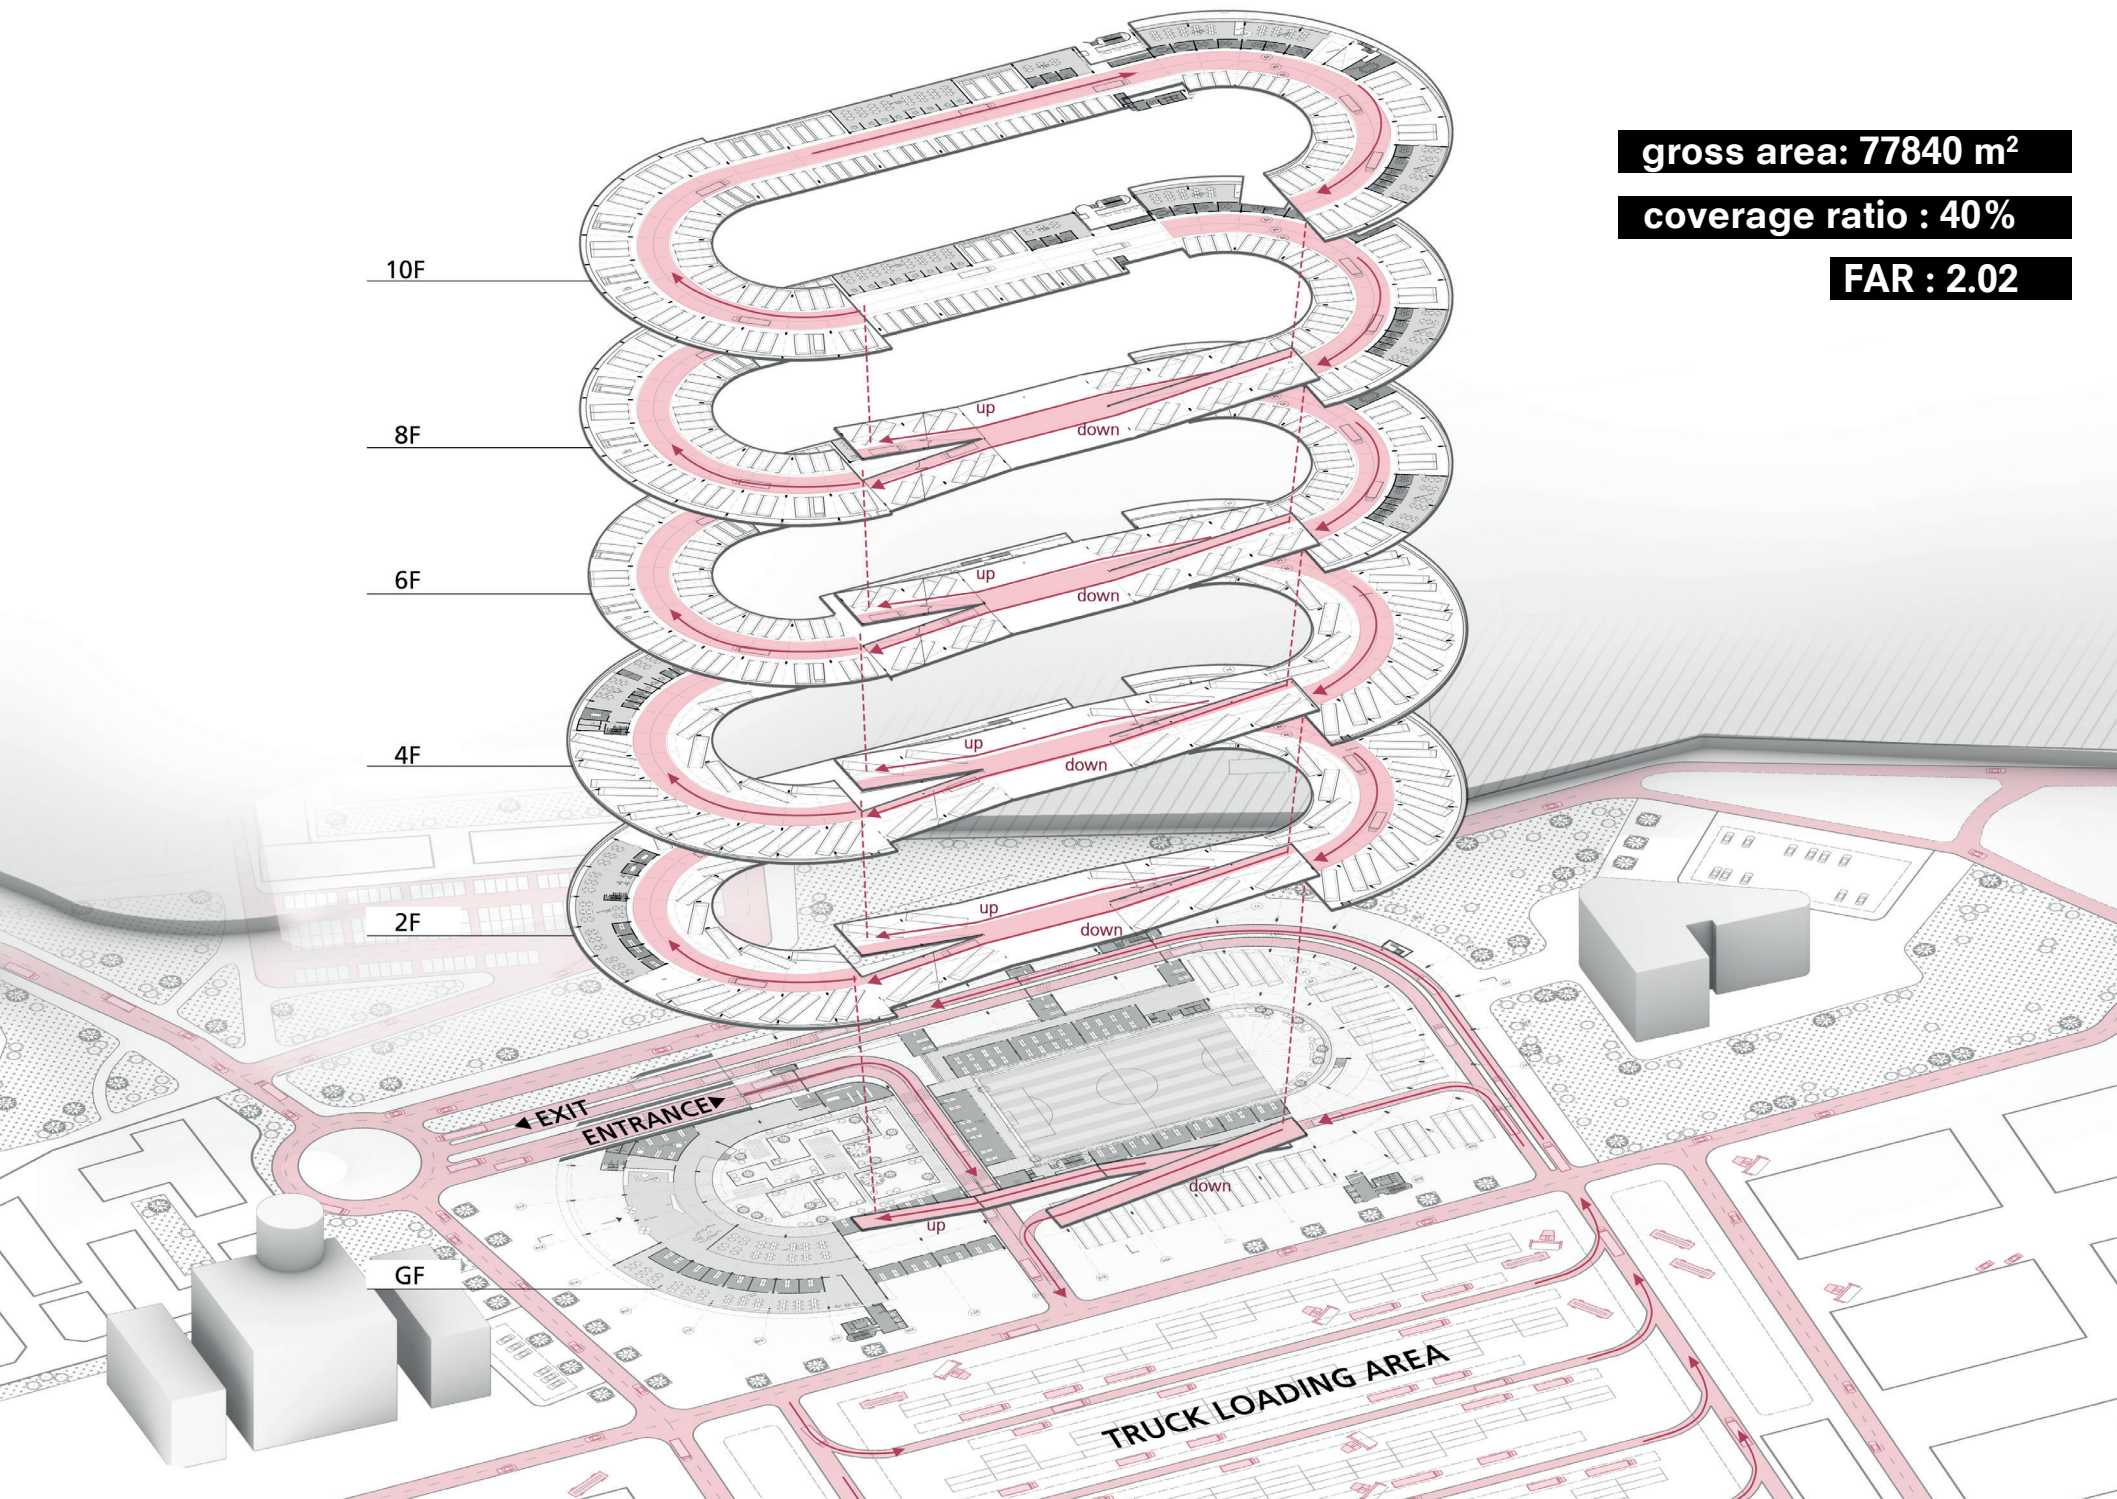 gross area: 77840 m²
coverage ratio : 40%
FAR : 2.02
10F
8F
up
down
6F
up
down
4F
up
down
2F
up
down
EXIT
ENTRANCE
down
up
GF
TRUCK LOADING AREA